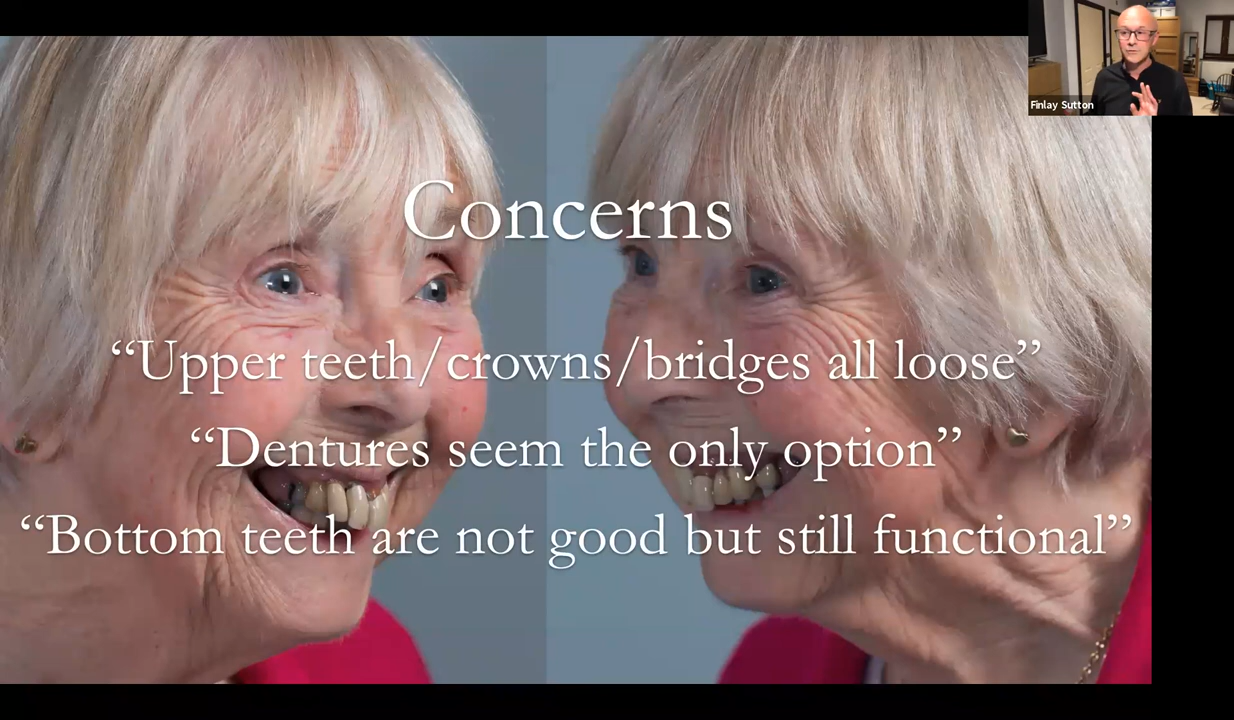 Finlay Sutton
Concerns
“Upper teeth/crowns/bridges all loose”
“Dentures seem the only option”
“Bottom teeth are not good but still functional”